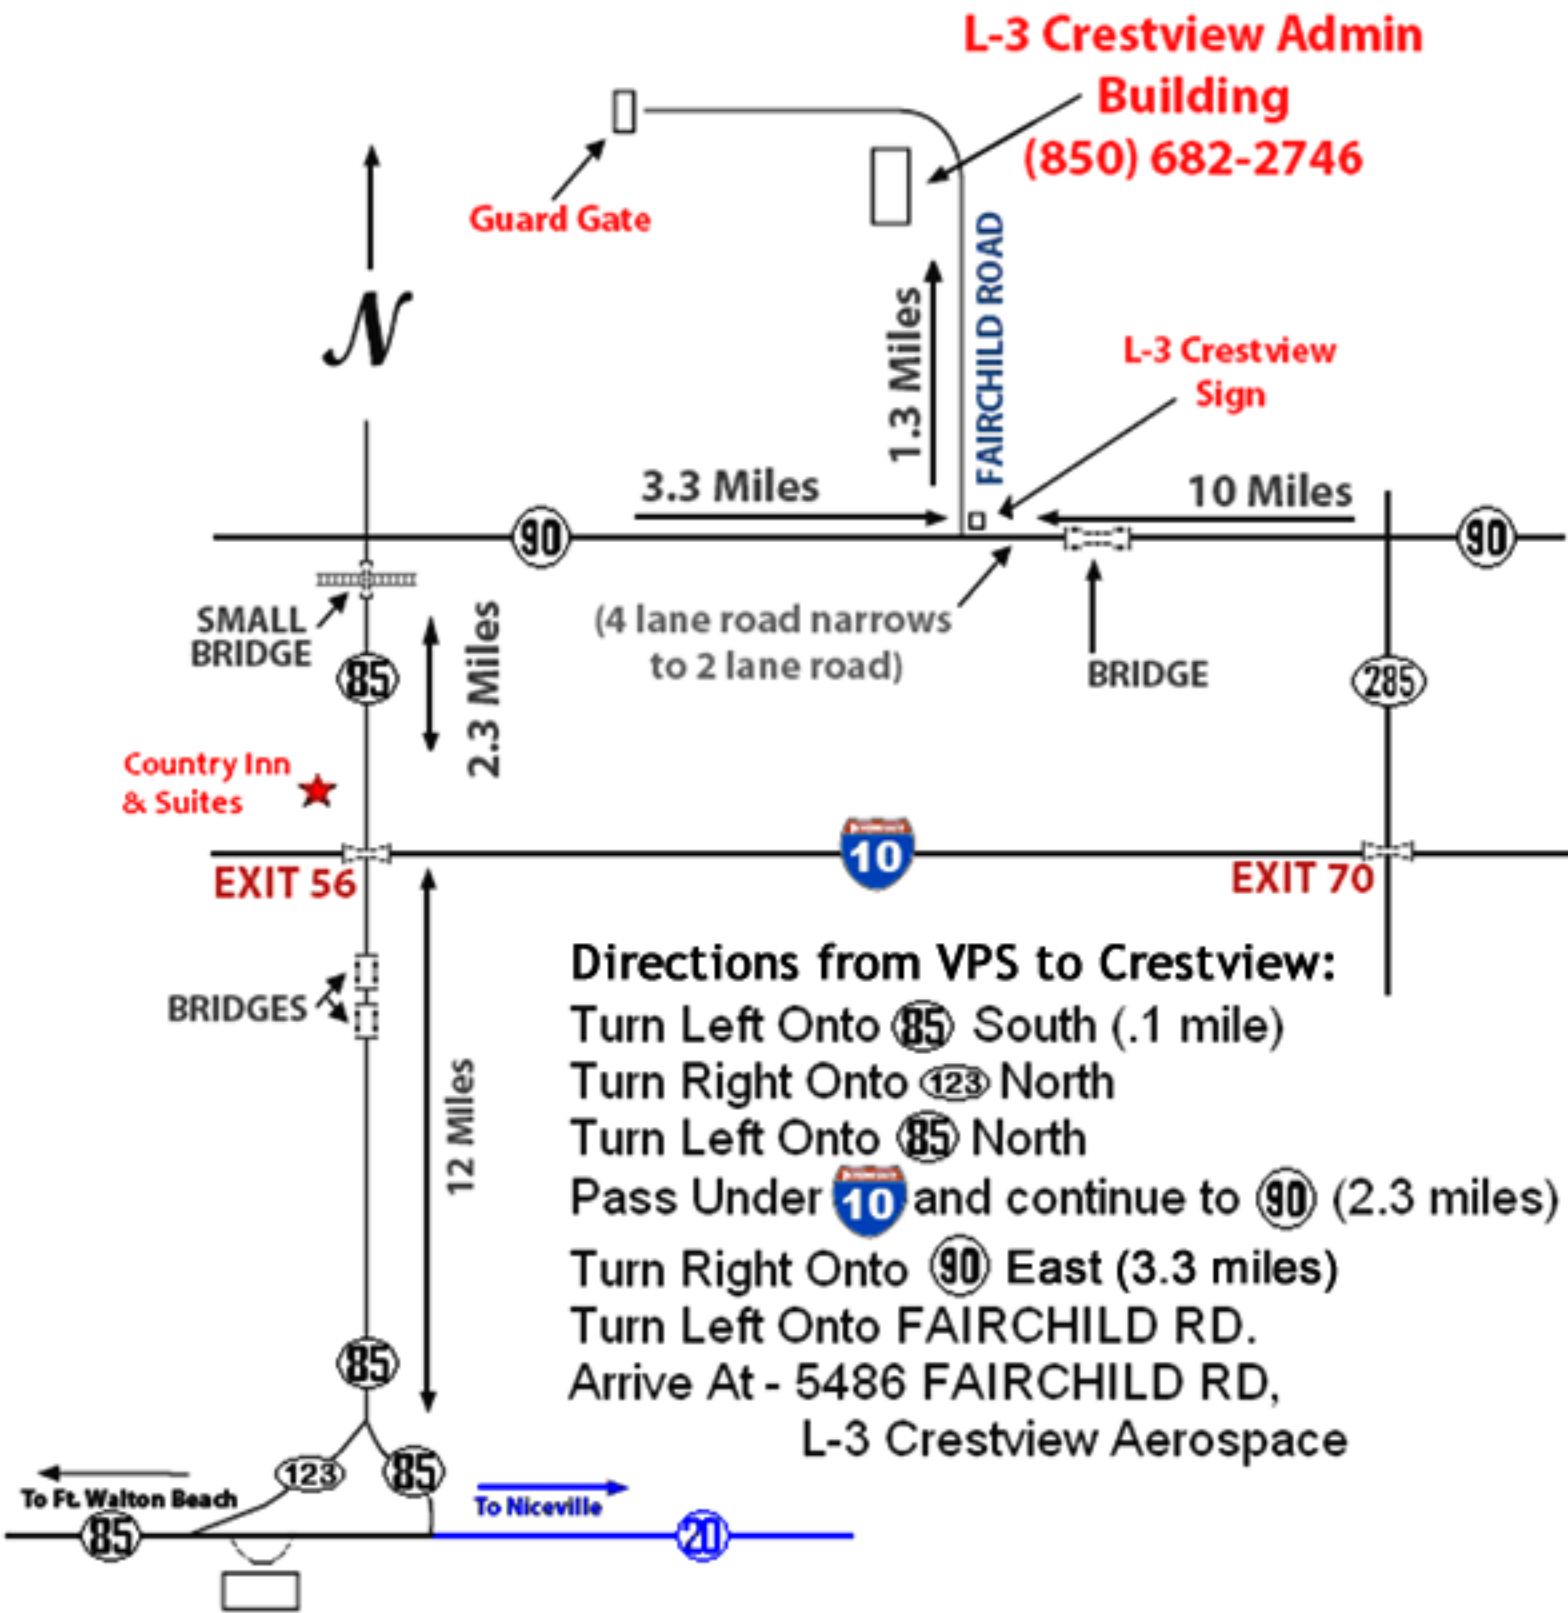 L-3 Crestview Admin
Building
(850) 682-2746
Guard Gate
N
FAIRCHILD ROAD
1.3 Miles
L-3 Crestview
Sign
3.3 Miles
10 Miles
90
90
SMALL
BRIDGE
(4 lane road narrows
to 2 lane road)
BRIDGE
85
2.3 Miles
285
Country Inn
& Suites
10
EXIT 56
EXIT 70
BRIDGES
12 Miles
Directions from VPS to Crestview:
Turn Left Onto 85 South (.1 mile)
Turn Right Onto 123 North
Turn Left Onto 85 North
Pass Under 10 and continue to 90 (2.3 miles)
Turn Right Onto 90 East (3.3 miles)
Turn Left Onto FAIRCHILD RD.
Arrive At - 5486 FAIRCHILD RD,
L-3 Crestview Aerospace
85
123
85
To Ft. Walton Beach
To Niceville
85
20